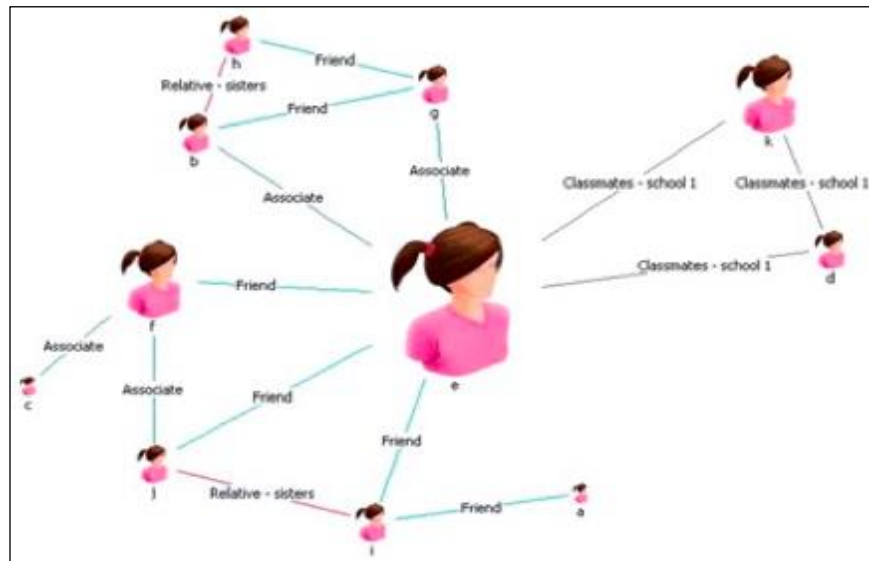 h
Friend
Relative - sisters
g
Friend
b
k
Associate
Associate
Classmates - school 1
Classmates - school 1
Classmates - school 1
d
Friend
f
Associate
c
Associate
e
Friend
Friend
j
Relative - sisters
a
Friend
i